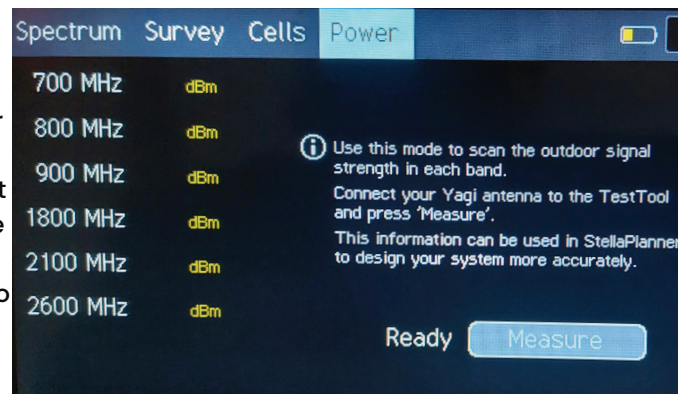 Spectrum Survey Cells Power
700 MHz dBm
800 MHz dBm
900 MHz dBm
1800 MHz dBm
2100 MHz dBm
2600 MHz dBm
Use this mode to scan the outdoor signal
strength in each band.
Connect your Yagi antenna to the TestTool
and press 'Measure'.
This information can be used in StellaPlanner
to design your system more accurately.
Ready Measure